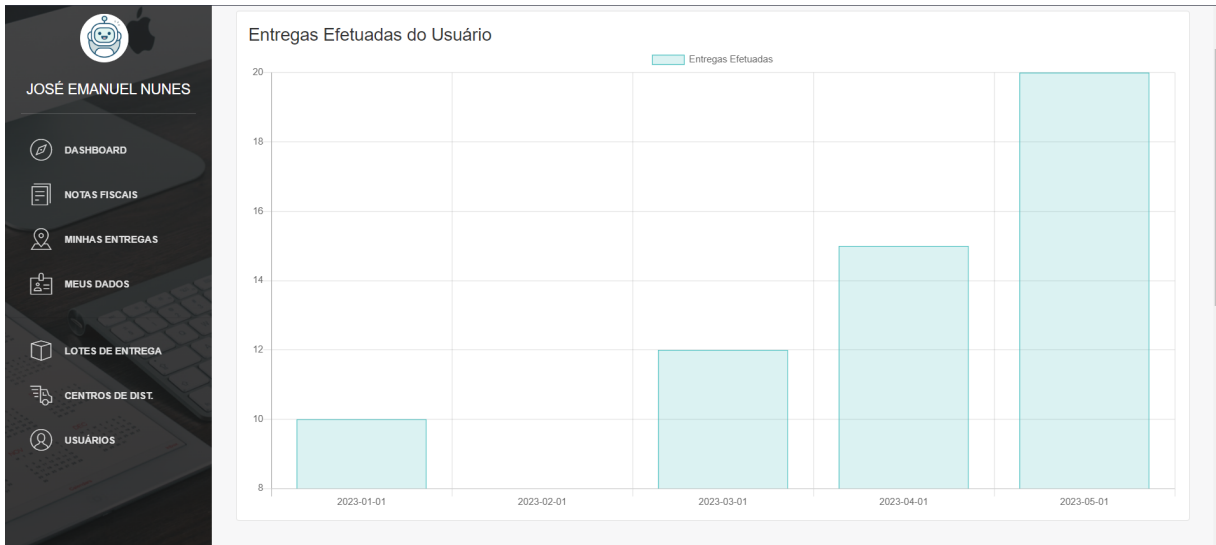 JOSÉ EMANUEL NUNES
DASHBOARD
NOTAS FISCAIS
MINHAS ENTREGAS
MEUS DADOS
LOTES DE ENTREGA
CENTROS DE DIST.
USUÁRIOS
Entregas Efetuadas do Usuário
Entregas Efetuadas
20
18
16
14
12
10
8
2023-01-01
2023-02-01
2023-03-01
2023-04-01
2023-05-01